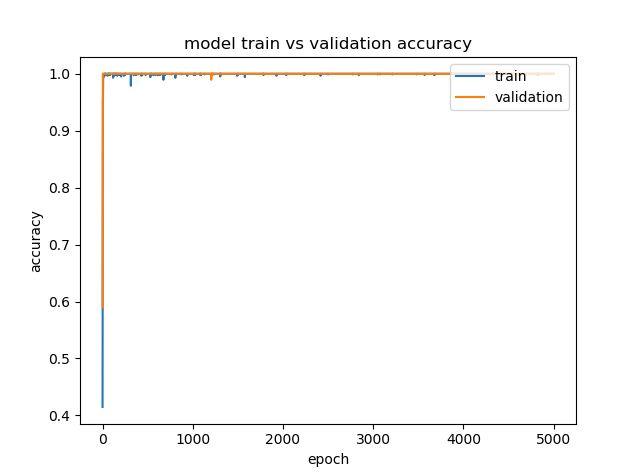 model train vs validation accuracy
train
validation
1.0
0.9
0.8
0.7
0.6
0.5
0.4
accuracy
0 1000 2000 3000 4000 5000
epoch